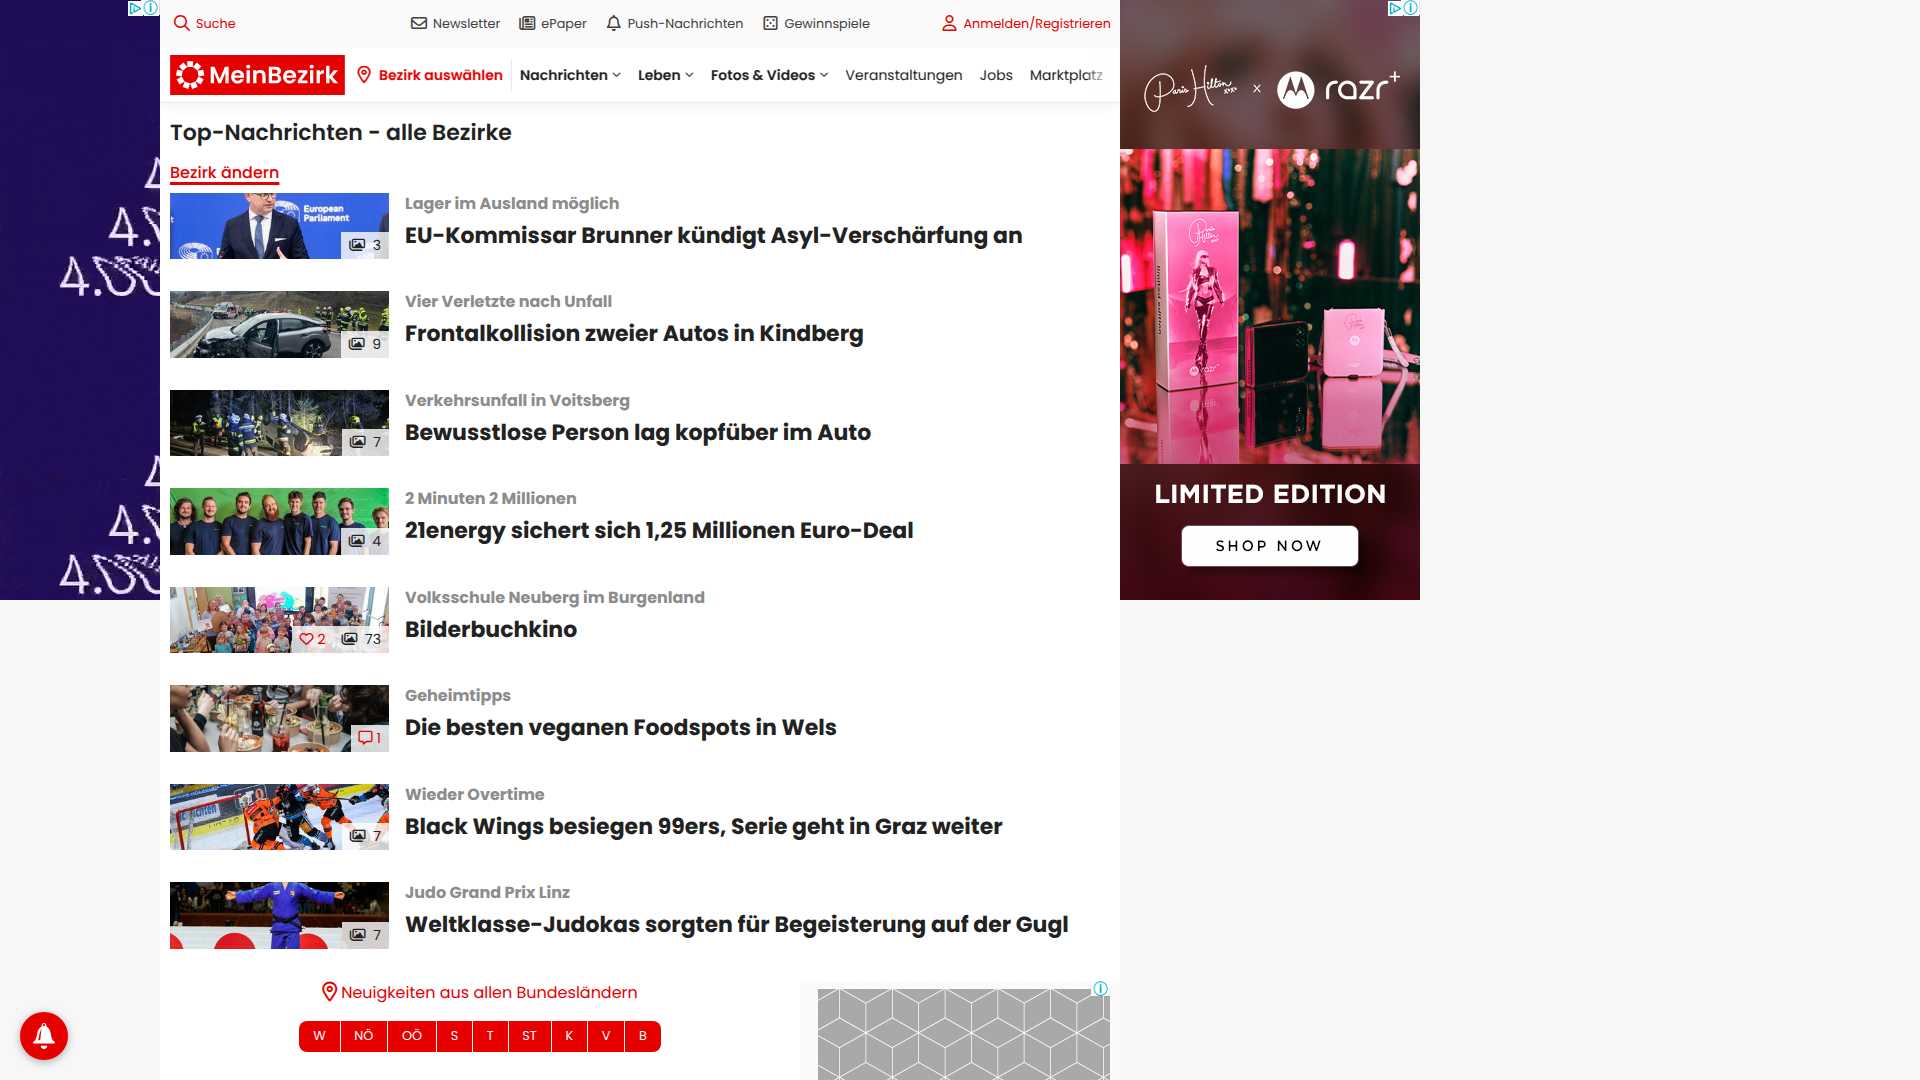 Suche
Newsletter
ePaper
Push-Nachrichten
Gewinnspiele
Anmelden/Registrieren
MeinBezirk
Bezirk auswählen
Nachrichten
Leben
Fotos & Videos
Veranstaltungen
Jobs
Marktplatz
Top-Nachrichten - alle Bezirke
Bezirk ändern
European
Parliament
3
Lager im Ausland möglich
EU-Kommissar Brunner kündigt Asyl-Verschärfung an
9
Vier Verletzte nach Unfall
Frontalkollision zweier Autos in Kindberg
7
Verkehrsunfall in Voitsberg
Bewusstlose Person lag kopfüber im Auto
4
2 Minuten 2 Millionen
21energy sichert sich 1,25 Millionen Euro-Deal
2
73
Volksschule Neuberg im Burgenland
Bilderbuchkino
1
Geheimtipps
Die besten veganen Foodspots in Wels
7
Wieder Overtime
Black Wings besiegen 99ers, Serie geht in Graz weiter
7
Judo Grand Prix Linz
Weltklasse-Judokas sorgten für Begeisterung auf der Gugl
Neuigkeiten aus allen Bundesländern
W
NÖ
OÖ
S
T
ST
K
V
B
Paris Hilton
xoxo
x
razr+
LIMITED EDITION
SHOP NOW